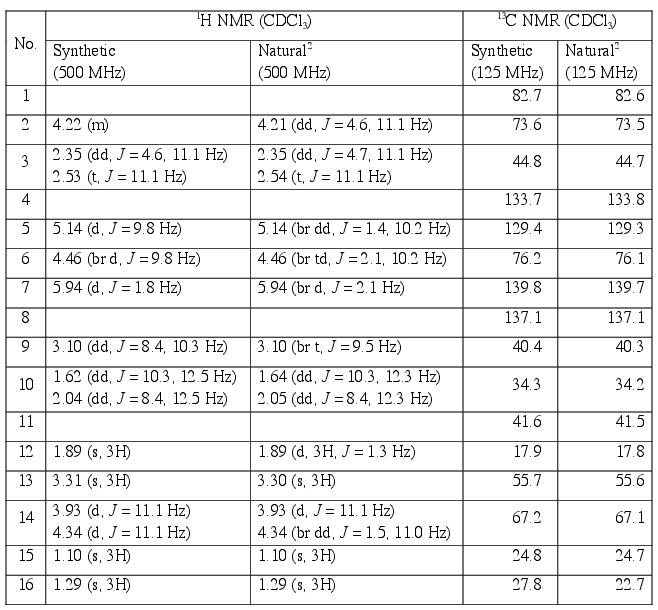 ¹H NMR (CDCl₃) ¹³C NMR (CDCl₃)
No. Synthetic (500 MHz) Natural² (500 MHz) Synthetic (125 MHz) Natural² (125 MHz)
1 82.7 82.6
2 4.22 (m) 4.21 (dd, J = 4.6, 11.1 Hz) 73.6 73.5
3 2.35 (dd, J = 4.6, 11.1 Hz) 2.35 (dd, J = 4.7, 11.1 Hz) 44.8 44.7
2.53 (t, J = 11.1 Hz) 2.54 (t, J = 11.1 Hz)
4 133.7 133.8
5 5.14 (d, J = 9.8 Hz) 5.14 (br dd, J = 1.4, 10.2 Hz) 129.4 129.3
6 4.46 (br d, J = 9.8 Hz) 4.46 (br td, J = 2.1, 10.2 Hz) 76.2 76.1
7 5.94 (d, J = 1.8 Hz) 5.94 (br d, J = 2.1 Hz) 139.8 139.7
8 137.1 137.1
9 3.10 (dd, J = 8.4, 10.3 Hz) 3.10 (br t, J = 9.5 Hz) 40.4 40.3
10 1.62 (dd, J = 10.3, 12.5 Hz) 1.64 (dd, J = 10.3, 12.3 Hz) 34.3 34.2
2.04 (dd, J = 8.4, 12.5 Hz) 2.05 (dd, J = 8.4, 12.3 Hz)
11 41.6 41.5
12 1.89 (s, 3H) 1.89 (d, 3H, J = 1.3 Hz) 17.9 17.8
13 3.31 (s, 3H) 3.30 (s, 3H) 55.7 55.6
14 3.93 (d, J = 11.1 Hz) 3.93 (d, J = 11.1 Hz) 67.2 67.1
4.34 (d, J = 11.1 Hz) 4.34 (br dd, J = 1.5, 11.0 Hz)
15 1.10 (s, 3H) 1.10 (s, 3H) 24.8 24.7
16 1.29 (s, 3H) 1.29 (s, 3H) 27.8 22.7